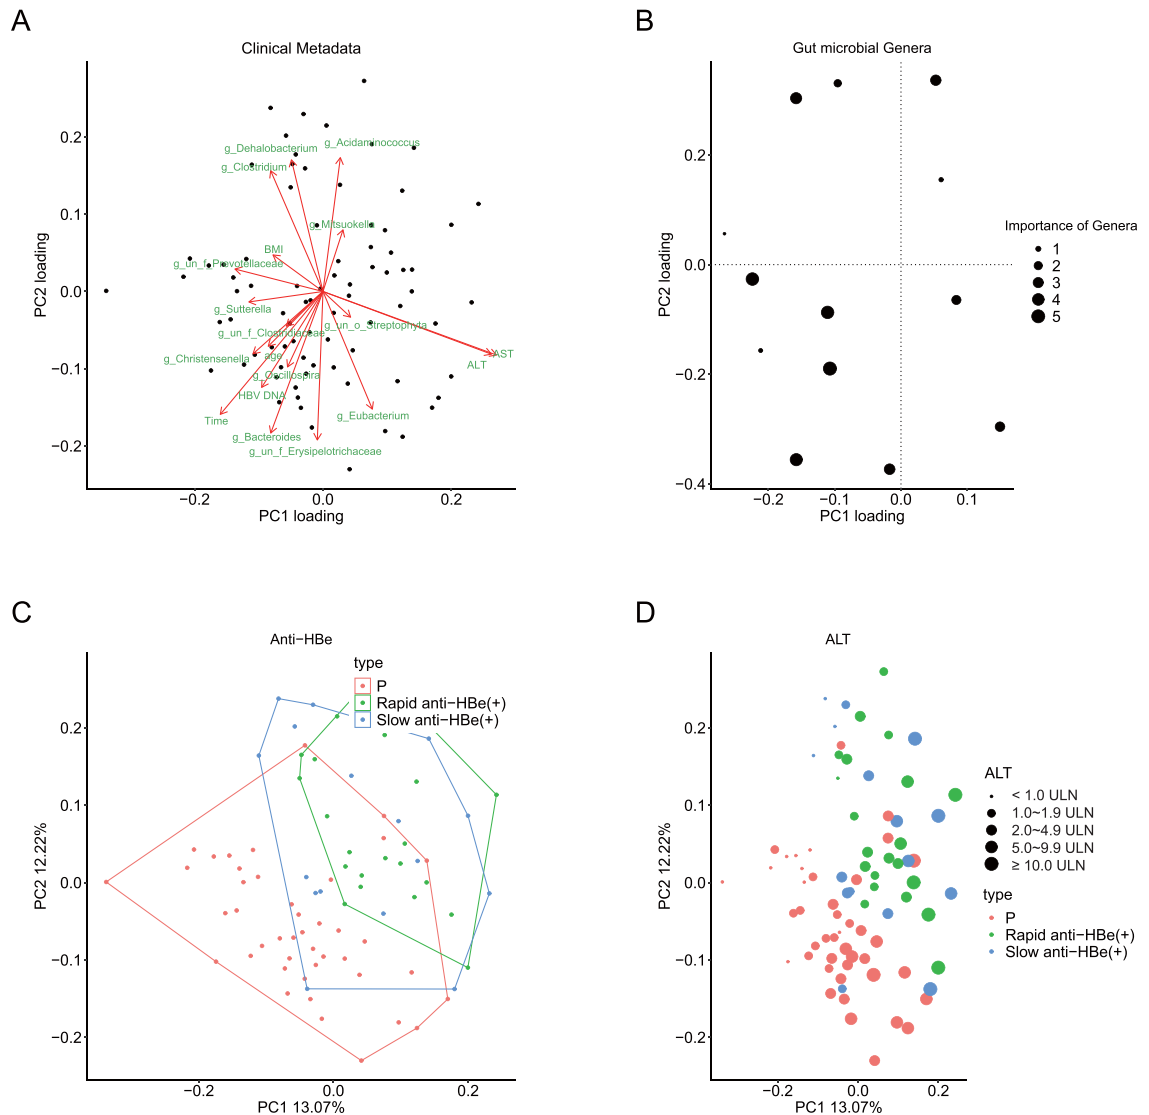 A
Clinical Metadata
PC2 loading
0.2
0.1
0.0
−0.1
−0.2
g_Dehalobacterium
g_Acidaminococcus
g_Clostridium
g_Mitsuokella
BMI
g_un_f_Prevotellaceae
g_Sutterella
g_un_o_Streptophyta
g_un_f_Clostridiaceae
g_Christensenella
age
AST
ALT
g_Oscillospira
HBV DNA
Time
g_Eubacterium
g_Bacteroides
g_un_f_Erysipelotrichaceae
−0.2
0.0
0.2
PC1 loading
B
Gut microbial Genera
PC2 loading
0.2
0.0
−0.2
−0.4
−0.2
−0.1
0.0
0.1
PC1 loading
Importance of Genera
1
2
3
4
5
C
Anti−HBe
type
P
Rapid anti−HBe(+)
Slow anti−HBe(+)
PC2 12.22%
0.2
0.1
0.0
−0.1
−0.2
−0.2
0.0
0.2
PC1 13.07%
D
ALT
PC2 12.22%
0.2
0.1
0.0
−0.1
−0.2
−0.2
0.0
0.2
PC1 13.07%
ALT
< 1.0 ULN
1.0~1.9 ULN
2.0~4.9 ULN
5.0~9.9 ULN
≥ 10.0 ULN
type
P
Rapid anti−HBe(+)
Slow anti−HBe(+)